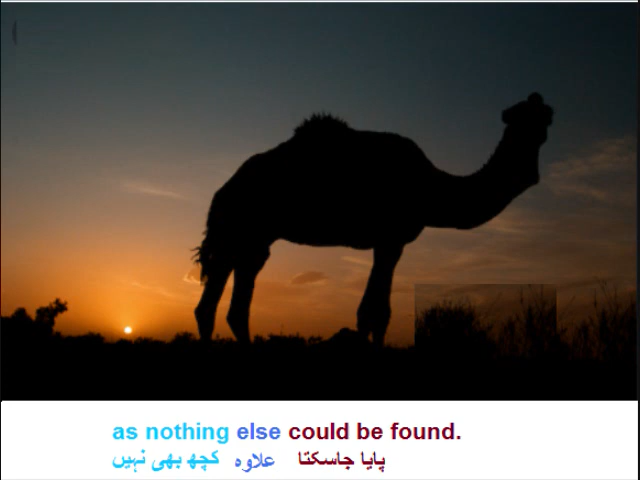 as nothing else could be found.
پایا جاسکتا علاوہ کچھ بھی نہیں